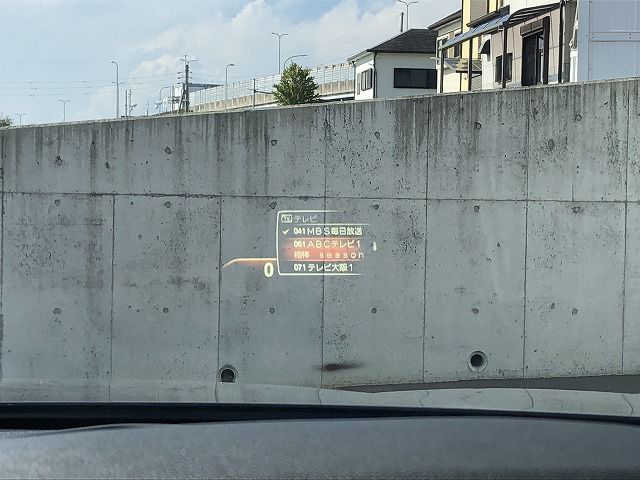 テレビ
✓ 041 MBS毎日放送
061 ABCテレビ1
相棒 season
071 テレビ大阪1
0